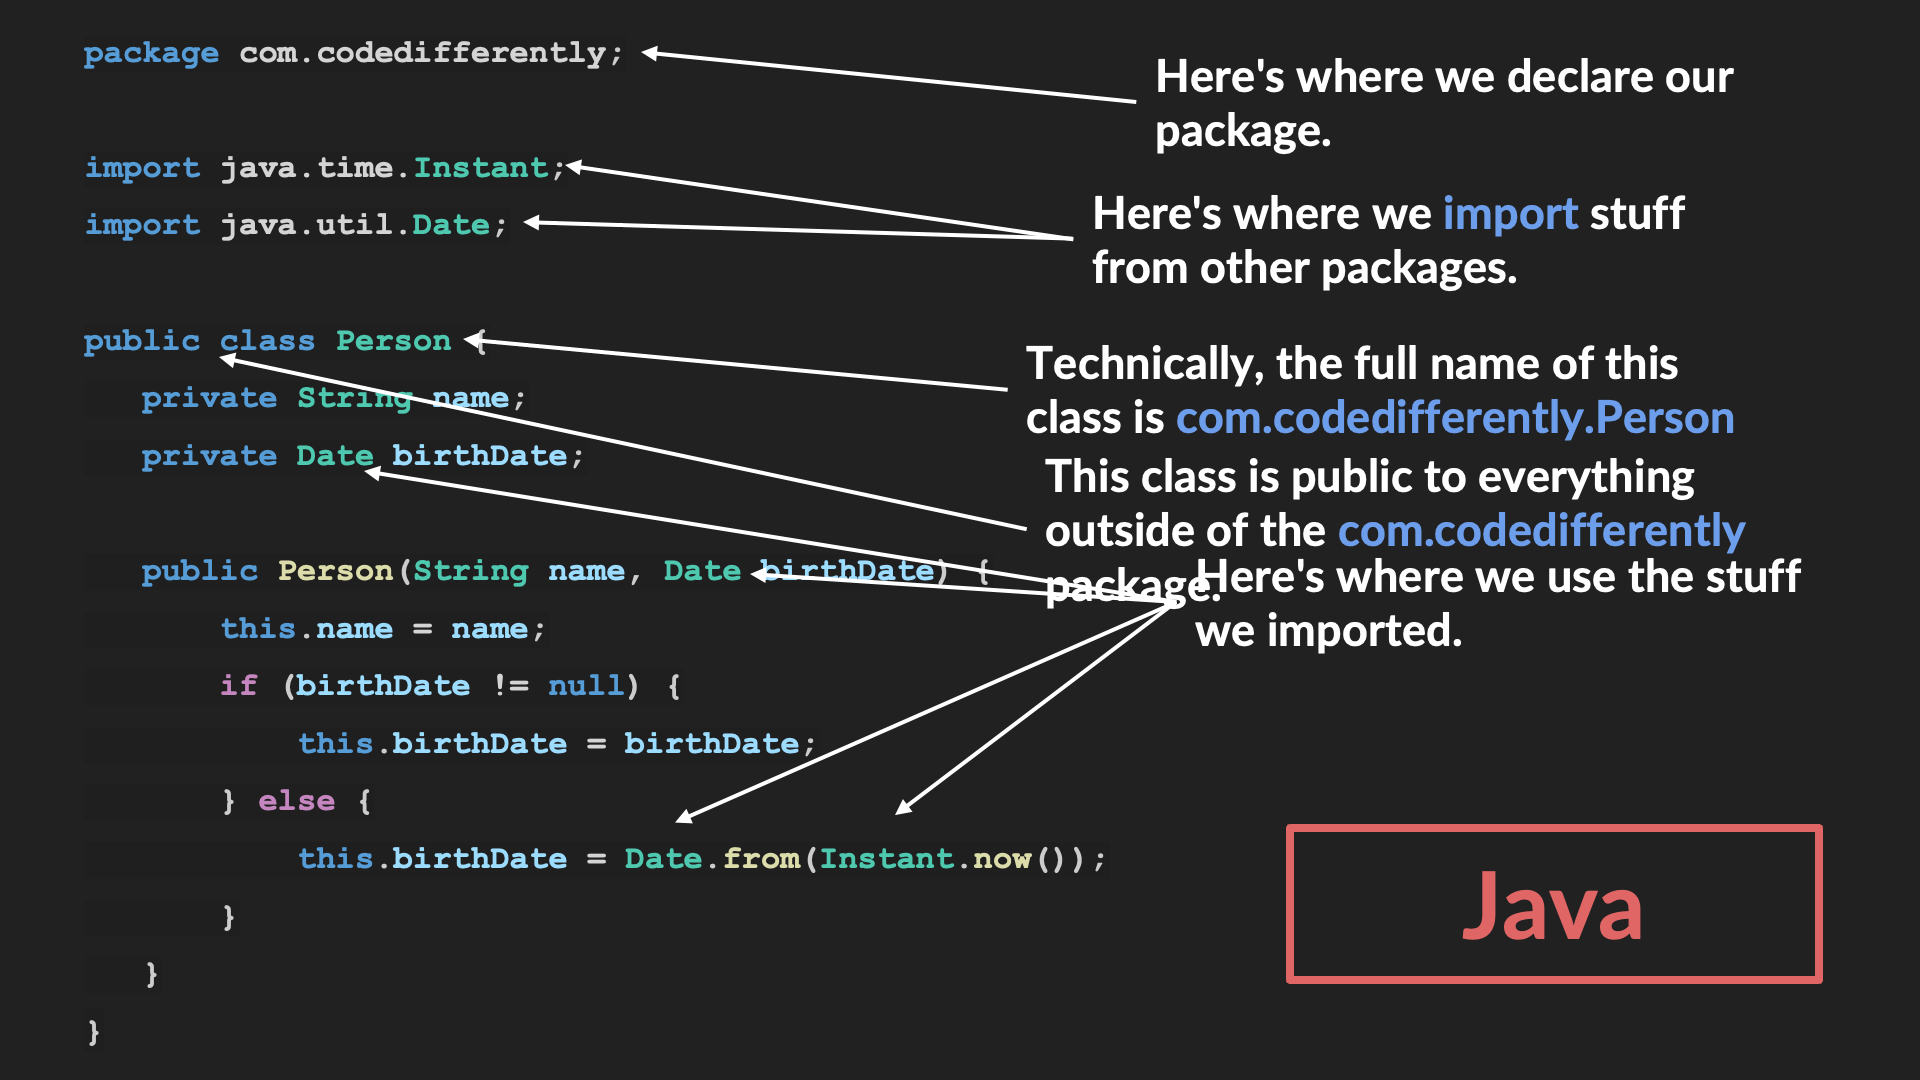 package com.codedifferently;
import java.time.Instant;
import java.util.Date;
public class Person {
private String name;
private Date birthDate;
public Person(String name, Date birthDate) {
this.name = name;
if (birthDate != null) {
this.birthDate = birthDate;
} else {
this.birthDate = Date.from(Instant.now());
}
}
}
Here's where we declare our
package.
Here's where we import stuff
from other packages.
Technically, the full name of this
class is com.codedifferently.Person
This class is public to everything
outside of the com.codedifferently
package.
Here's where we use the stuff
we imported.
Java